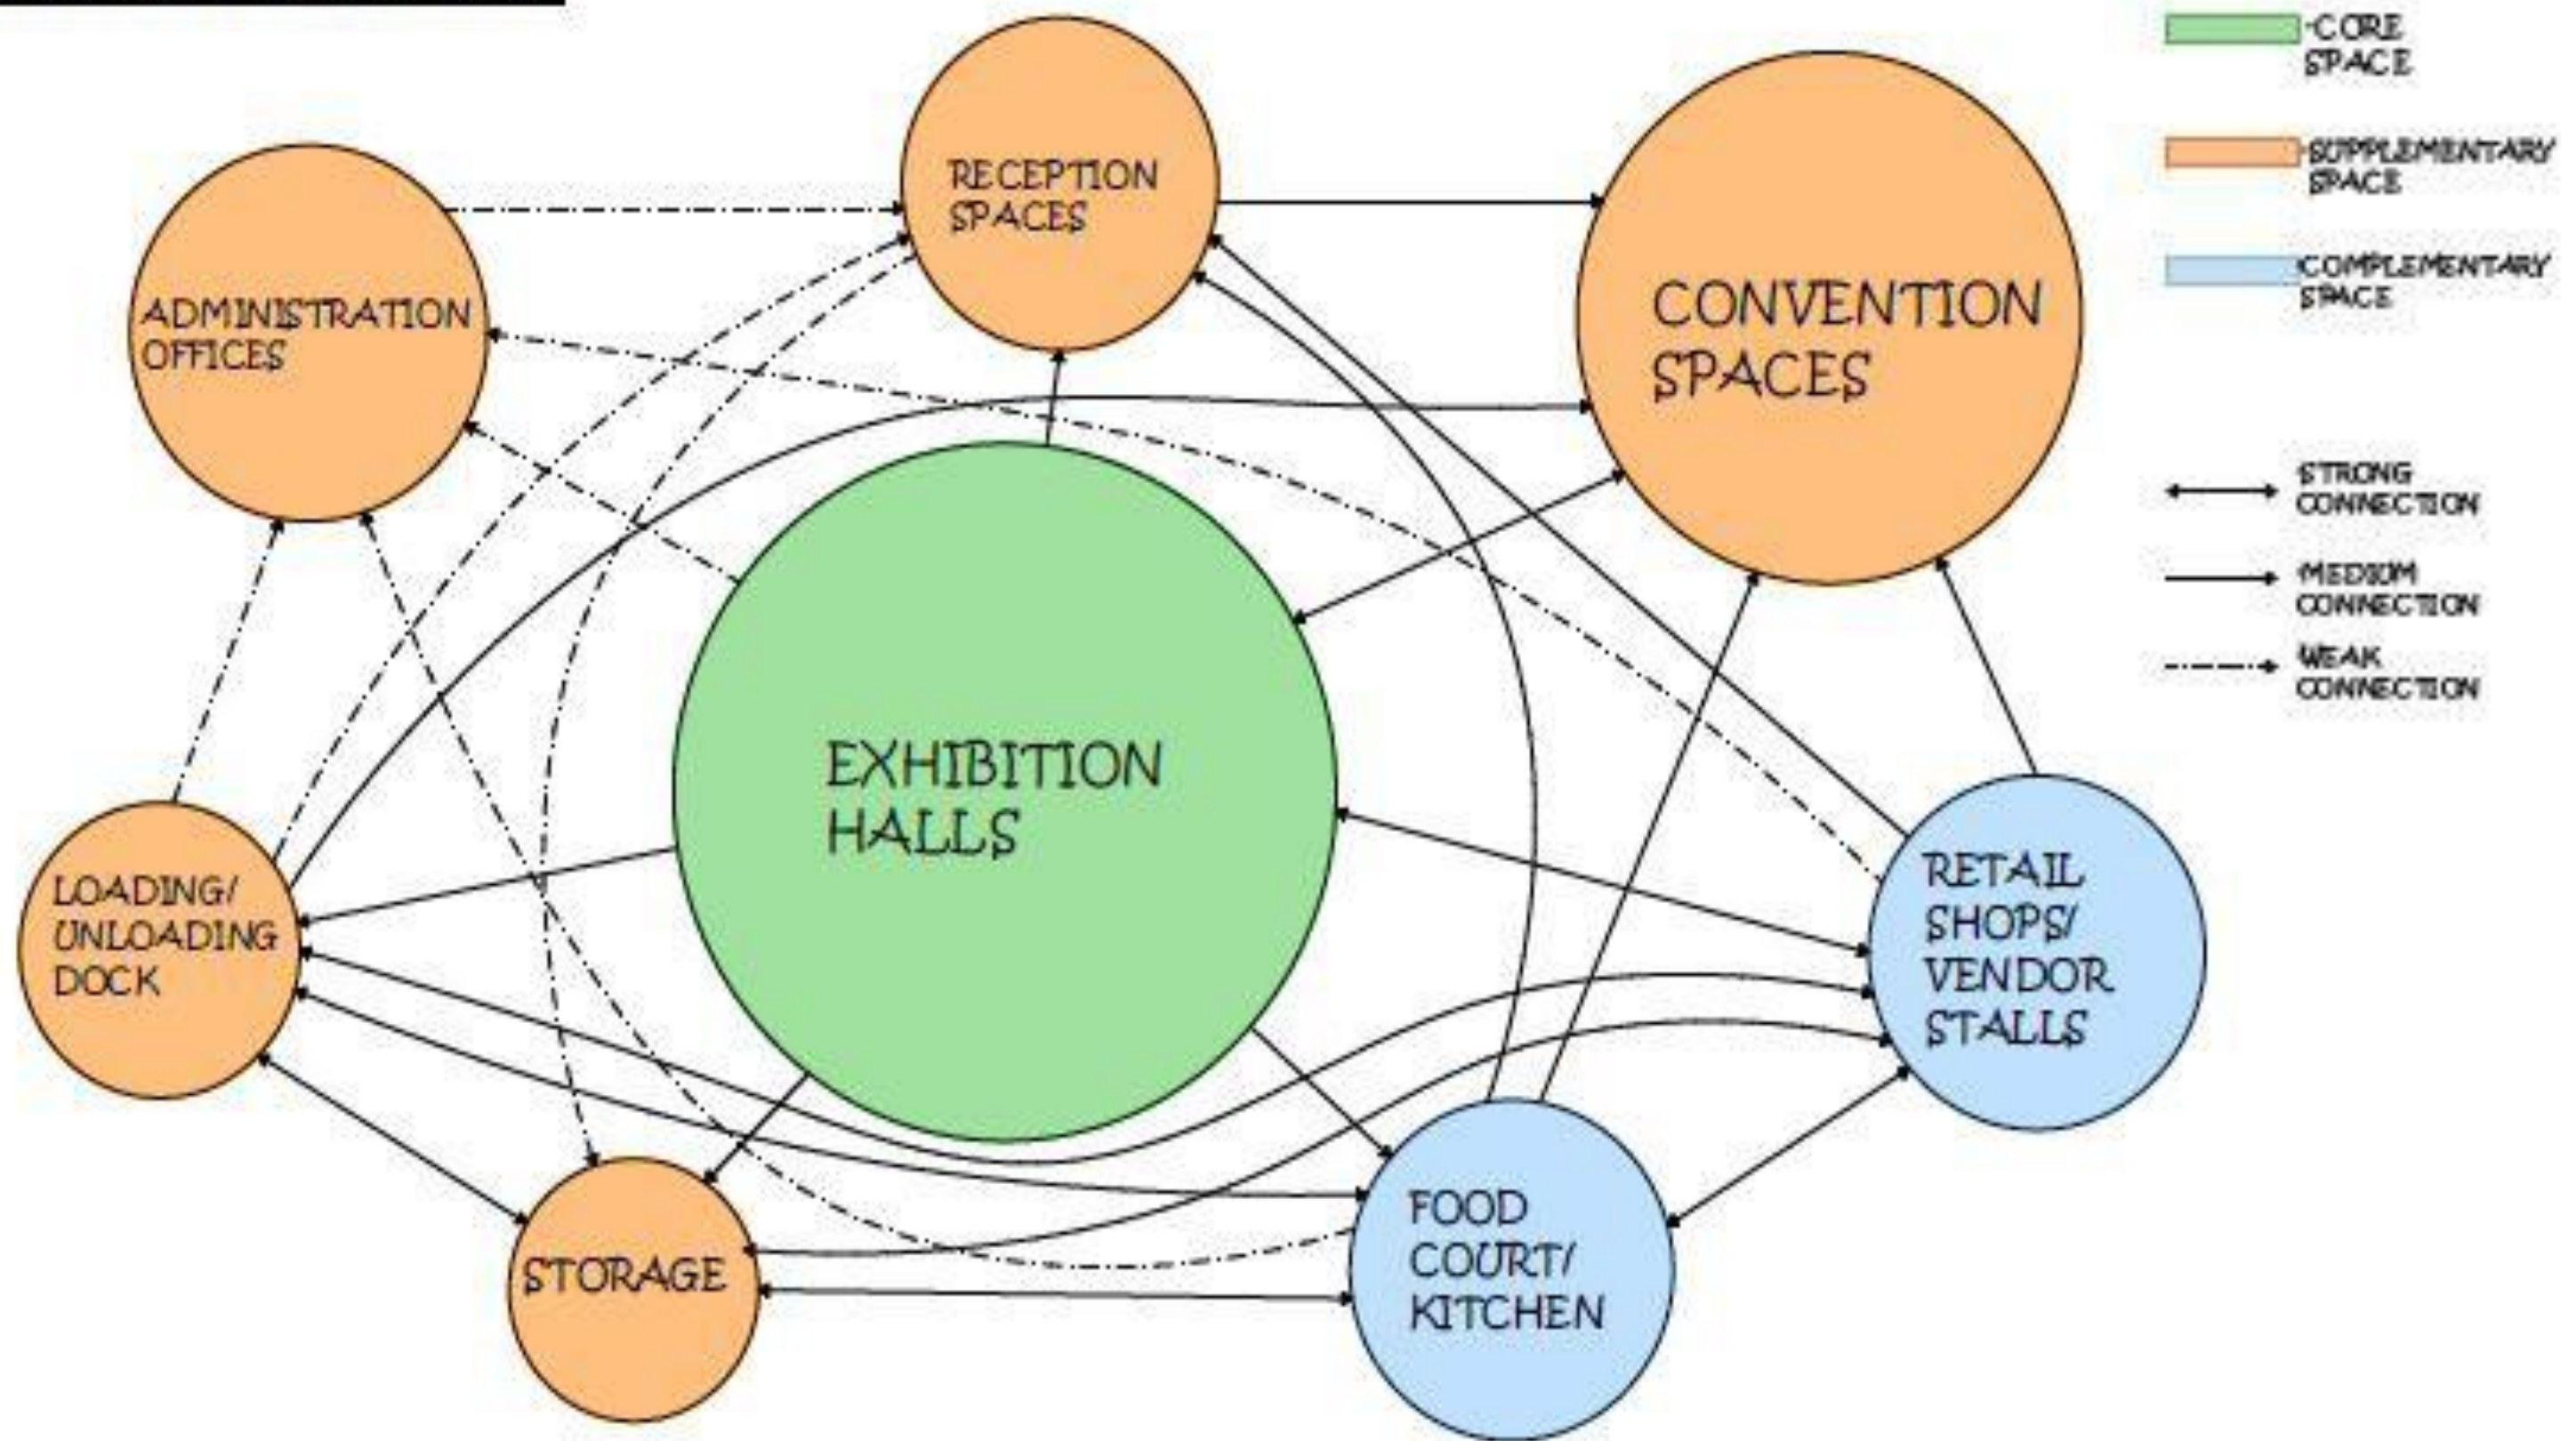 RECEPTION
SPACES
ADMINISTRATION
OFFICES
CONVENTION
SPACES
EXHIBITION
HALLS
LOADING/
UNLOADING
DOCK
STORAGE
FOOD
COURT/
KITCHEN
RETAIL
SHOPS/
VENDOR
STALLS
-CORE
SPACE
-SUPPLEMENTARY
SPACE
COMPLEMENTARY
SPACE
STRONG
CONNECTION
MEDIUM
CONNECTION
WEAK
CONNECTION